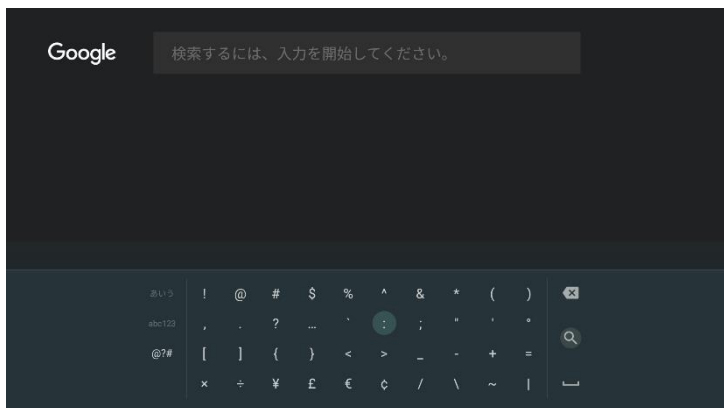 Google 検索するには、入力を開始してください。
あいう ! @ # $ % ^ & * ( )
abc123 , . ? … ` : ; " ' °
@?# [ ] { } < > _ - + =
× ÷ ¥ £ € ¢ / \ ~ |